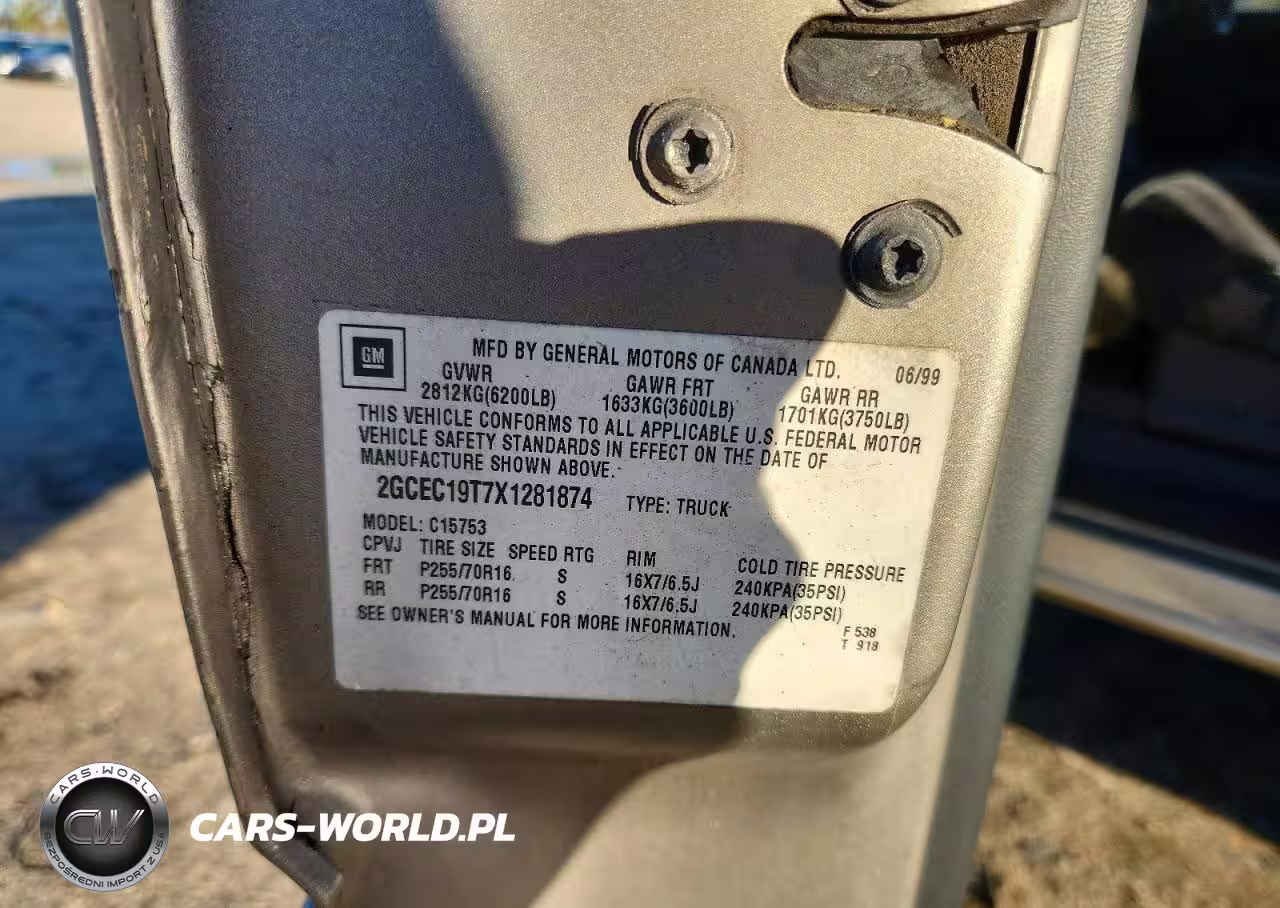 GM
MFD BY GENERAL MOTORS OF CANADA LTD. 06/99
GVWR GAWR FRT GAWR RR
2812KG(6200LB) 1633KG(3600LB) 1701KG(3750LB)
THIS VEHICLE CONFORMS TO ALL APPLICABLE U.S. FEDERAL MOTOR
VEHICLE SAFETY STANDARDS IN EFFECT ON THE DATE OF
MANUFACTURE SHOWN ABOVE.
2GCEC19T7X1281874 TYPE: TRUCK
MODEL: C15753
CPVJ TIRE SIZE SPEED RTG RIM COLD TIRE PRESSURE
FRT P255/70R16 S 16X7/6.5J 240KPA(35PSI)
RR P255/70R16 S 16X7/6.5J 240KPA(35PSI)
SEE OWNER'S MANUAL FOR MORE INFORMATION.
F 538
T 918
CARS-WORLD
CW
BEZPOŚREDNI IMPORT Z USA
CARS-WORLD.PL